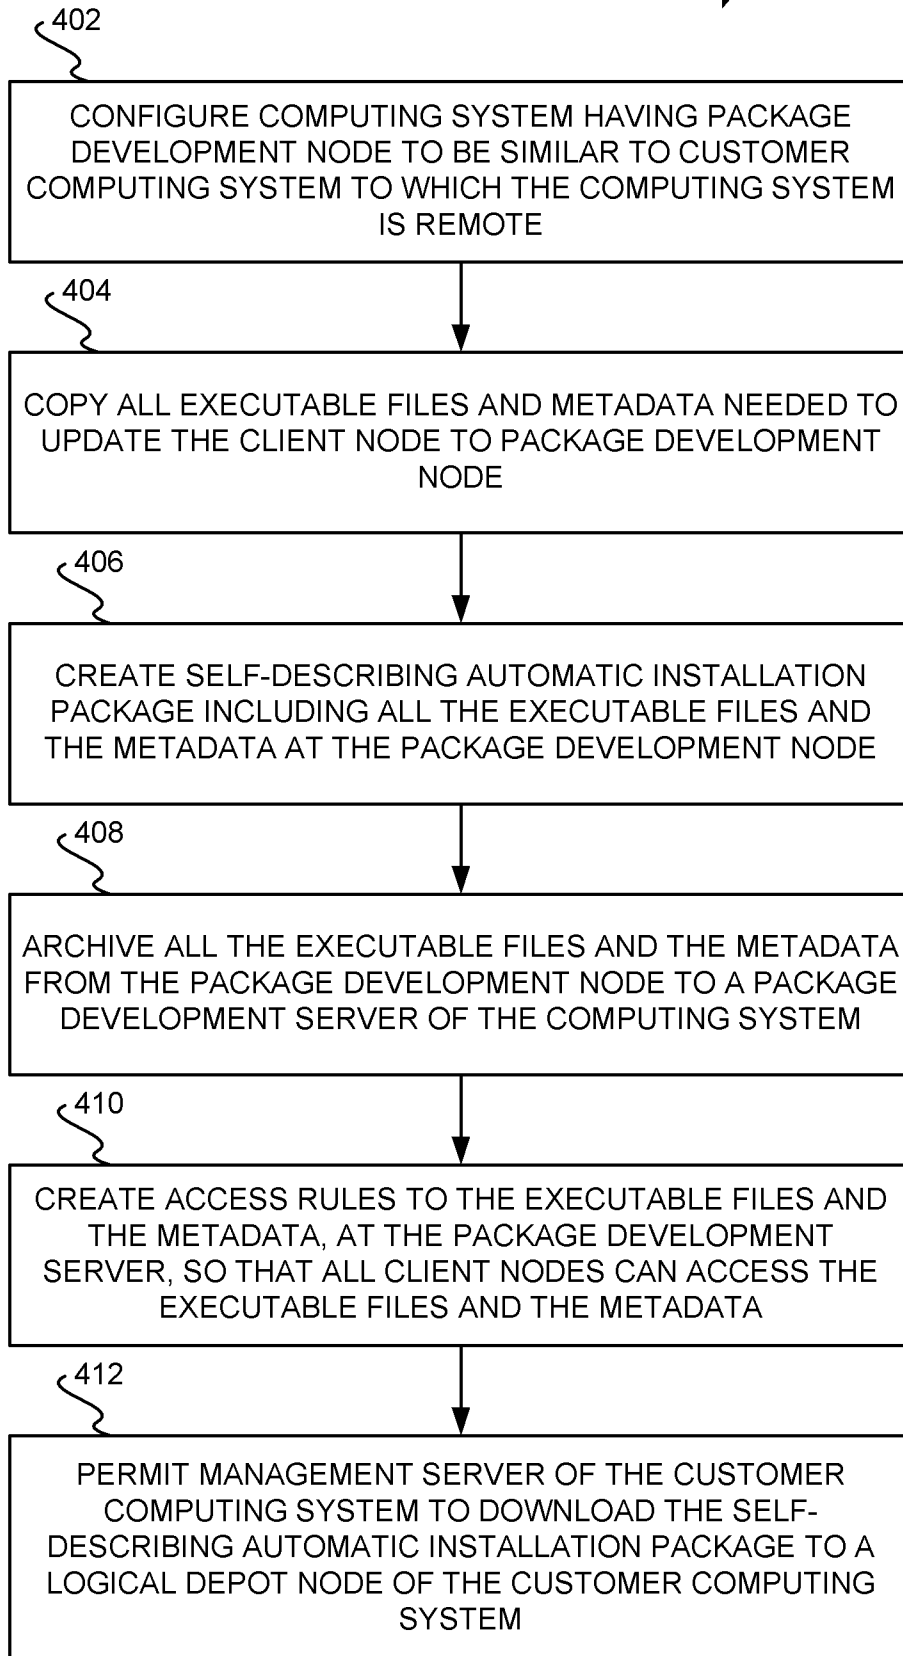 402
CONFIGURE COMPUTING SYSTEM HAVING PACKAGE
DEVELOPMENT NODE TO BE SIMILAR TO CUSTOMER
COMPUTING SYSTEM TO WHICH THE COMPUTING SYSTEM
IS REMOTE
404
COPY ALL EXECUTABLE FILES AND METADATA NEEDED TO
UPDATE THE CLIENT NODE TO PACKAGE DEVELOPMENT
NODE
406
CREATE SELF-DESCRIBING AUTOMATIC INSTALLATION
PACKAGE INCLUDING ALL THE EXECUTABLE FILES AND
THE METADATA AT THE PACKAGE DEVELOPMENT NODE
408
ARCHIVE ALL THE EXECUTABLE FILES AND THE METADATA
FROM THE PACKAGE DEVELOPMENT NODE TO A PACKAGE
DEVELOPMENT SERVER OF THE COMPUTING SYSTEM
410
CREATE ACCESS RULES TO THE EXECUTABLE FILES AND
THE METADATA, AT THE PACKAGE DEVELOPMENT
SERVER, SO THAT ALL CLIENT NODES CAN ACCESS THE
EXECUTABLE FILES AND THE METADATA
412
PERMIT MANAGEMENT SERVER OF THE CUSTOMER
COMPUTING SYSTEM TO DOWNLOAD THE SELF-
DESCRIBING AUTOMATIC INSTALLATION PACKAGE TO A
LOGICAL DEPOT NODE OF THE CUSTOMER COMPUTING
SYSTEM